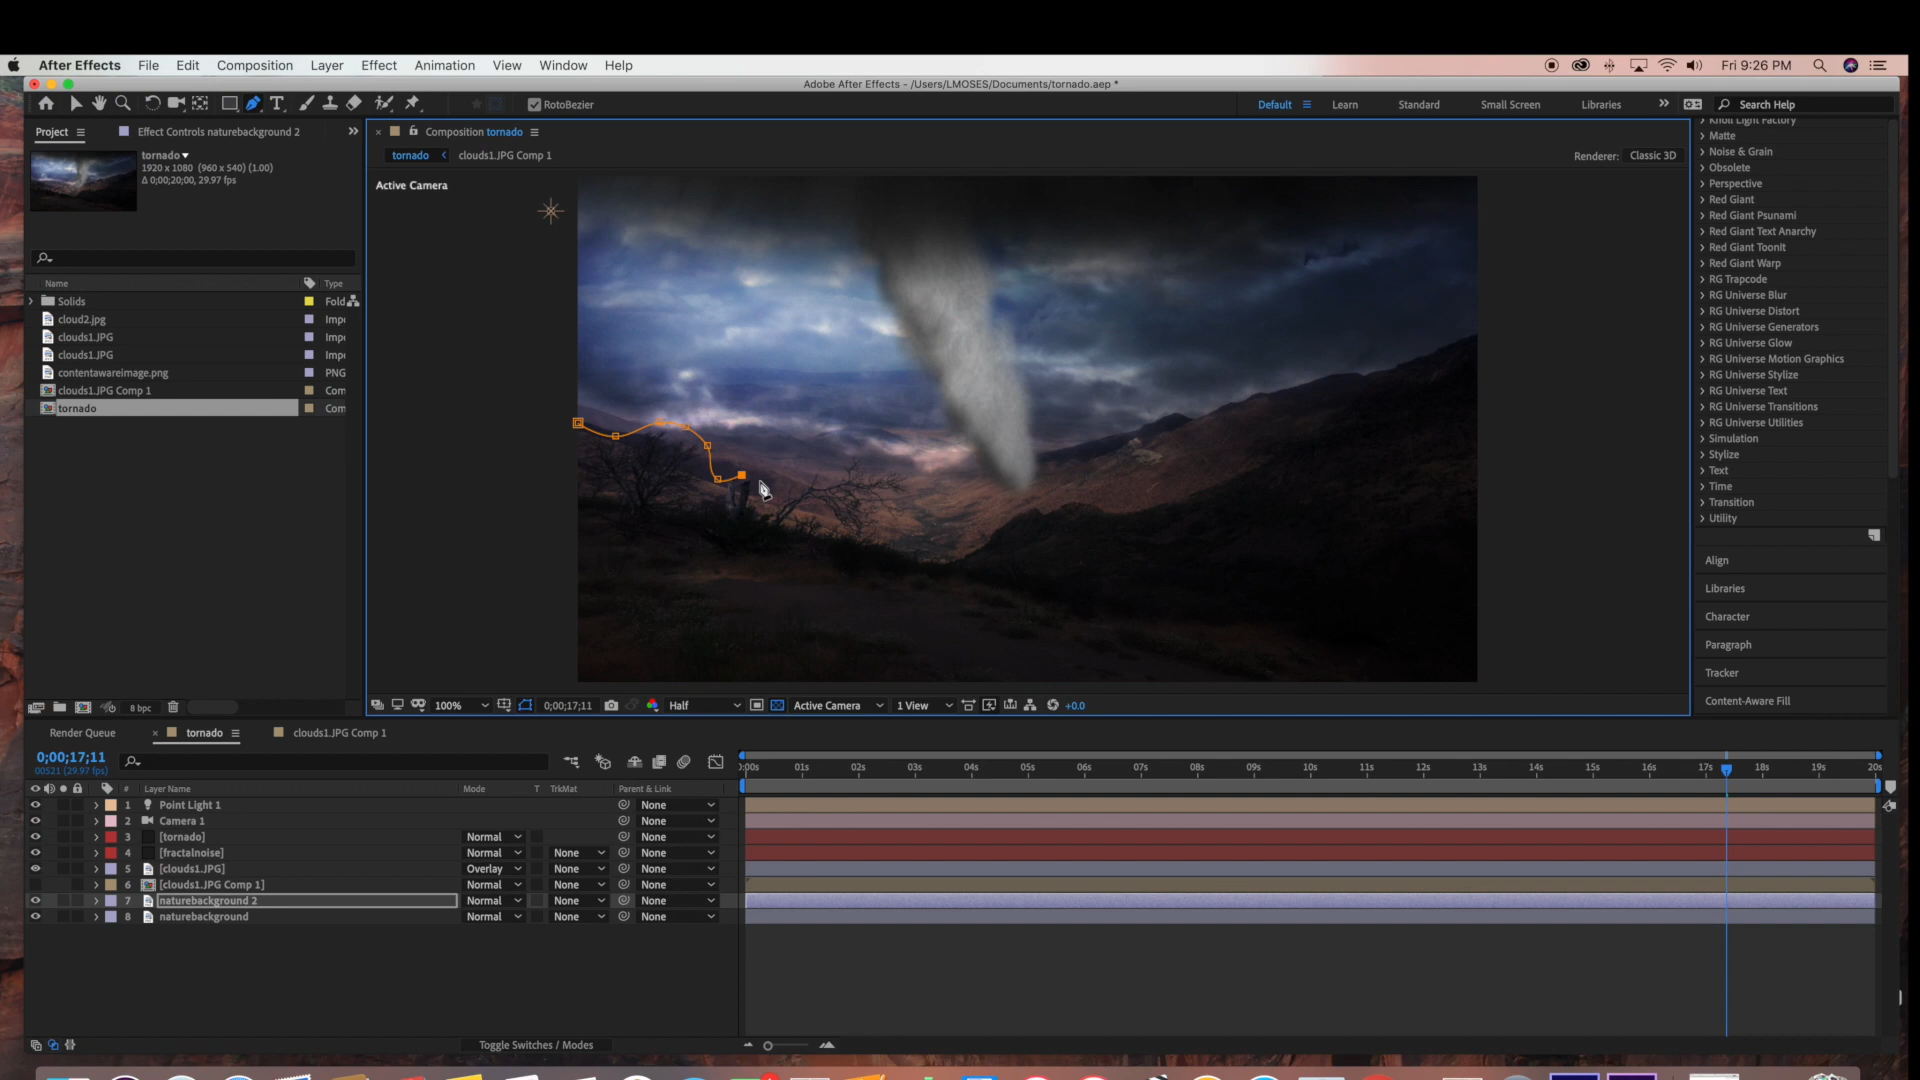 After Effects File Edit Composition Layer Effect Animation View Window Help Fri 9:26 PM
Adobe After Effects - /Users/LMOSES/Documents/tornado.aep *
RotoBezier Default Learn Standard Small Screen Libraries Search Help
Project Effect Controls naturebackground 2
tornado
1920 x 1080 (960 x 540) (1.00)
Δ 0;00;20;00, 29.97 fps
Name Type
Solids Fold
cloud2.jpg Impo
clouds1.JPG Impo
clouds1.JPG Impo
contentawareimage.png PNG
clouds1.JPG Comp 1 Com
tornado Com
8 bpc
Composition tornado
tornado clouds1.JPG Comp 1 Renderer: Classic 3D
Active Camera
100% 0;00;17;11 Half Active Camera 1 View +0.0
Knoll Light Factory
Matte
Noise & Grain
Obsolete
Perspective
Red Giant
Red Giant Psunami
Red Giant Text Anarchy
Red Giant ToonIt
Red Giant Warp
RG Trapcode
RG Universe Blur
RG Universe Distort
RG Universe Generators
RG Universe Glow
RG Universe Motion Graphics
RG Universe Stylize
RG Universe Text
RG Universe Transitions
RG Universe Utilities
Simulation
Stylize
Text
Time
Transition
Utility
Align
Libraries
Character
Paragraph
Tracker
Content-Aware Fill
Render Queue tornado clouds1.JPG Comp 1
0;00;17;11
00521 (29.97 fps)
:00s 01s 02s 03s 04s 05s 06s 07s 08s 09s 10s 11s 12s 13s 14s 15s 16s 17s 18s 19s 20s
# Layer Name Mode T TrkMat Parent & Link
1 Point Light 1 None
2 Camera 1 None
3 [tornado] Normal None
4 [fractalnoise] Normal None None
5 [clouds1.JPG] Overlay None None
6 [clouds1.JPG Comp 1] Normal None None
7 naturebackground 2 Normal None None
8 naturebackground Normal None None
Toggle Switches / Modes